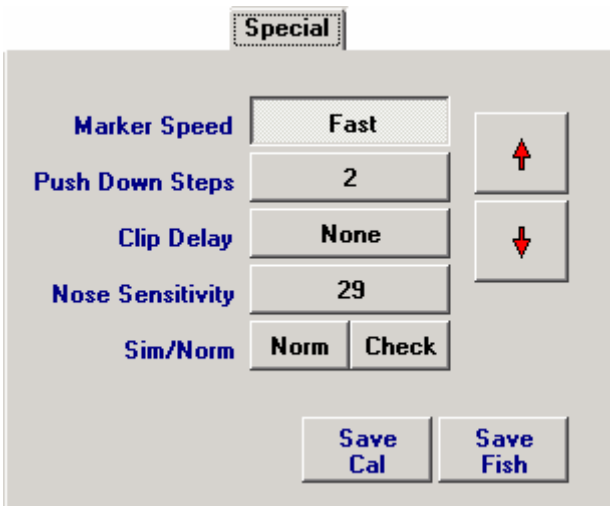 Special
Marker Speed Fast
Push Down Steps 2
Clip Delay None
Nose Sensitivity 29
Sim/Norm Norm Check
Save Cal
Save Fish